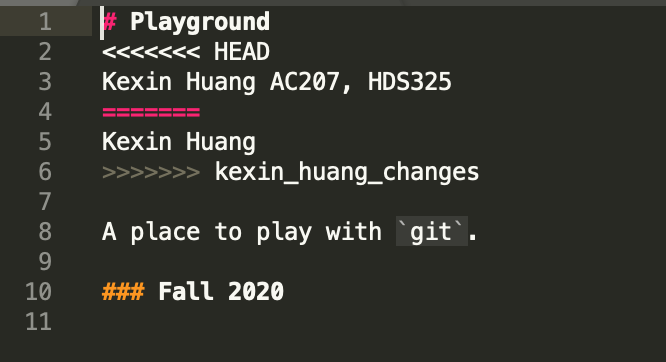 1 # Playground
2 <<<<<<< HEAD
3 Kexin Huang AC207, HDS325
4 =======
5 Kexin Huang
6 >>>>>>> kexin_huang_changes
7
8 A place to play with `git`.
9
10 ### Fall 2020
11